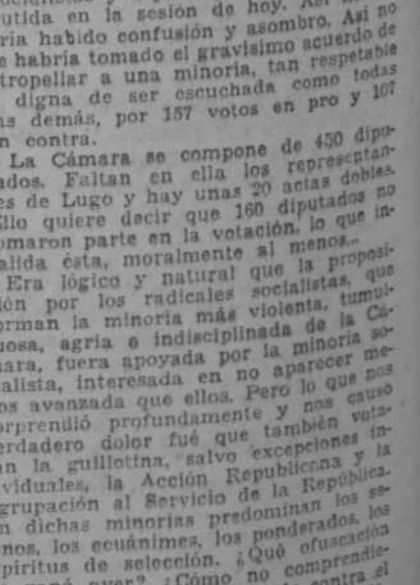 utida en la sesión de hoy. Así
ría habido confusión y asombro. Así no
e habría tomado el gravísimo acuerdo de
tropellar a una minoría, tan respetable
digna de ser escuchada como todas
as demás, por 157 votos en pro y 107
n contra.
La Cámara se compone de 450 dipu-
ados. Faltan en ella los representan-
es de Lugo y hay unas 20 actas dobles.
Ello quiere decir que 160 diputados no
omaron parte en la votación, lo que in-
alida ésta, moralmente al menos...
Era lógico y natural que la proposi-
ión por los radicales socialistas, que
orman la minoría más violenta, tumul-
uosa, agria e indisciplinada de la Cá-
mara, fuera apoyada por la minoría so-
alista, interesada en no aparecer me-
os avanzada que ellos. Pero lo que nos
orprendió profundamente y nos causó
erdadero dolor fué que también vota-
an la guillotina, salvo excepciones in-
viduales, la Acción Republicana y la
grupación al Servicio de la República.
n dichas minorías predominan los se-
nos, los ecuánimes, los ponderados, los
píritus de selección. ¿Qué ofuscación
ayer? ¿Cómo no comprendie-
contra el